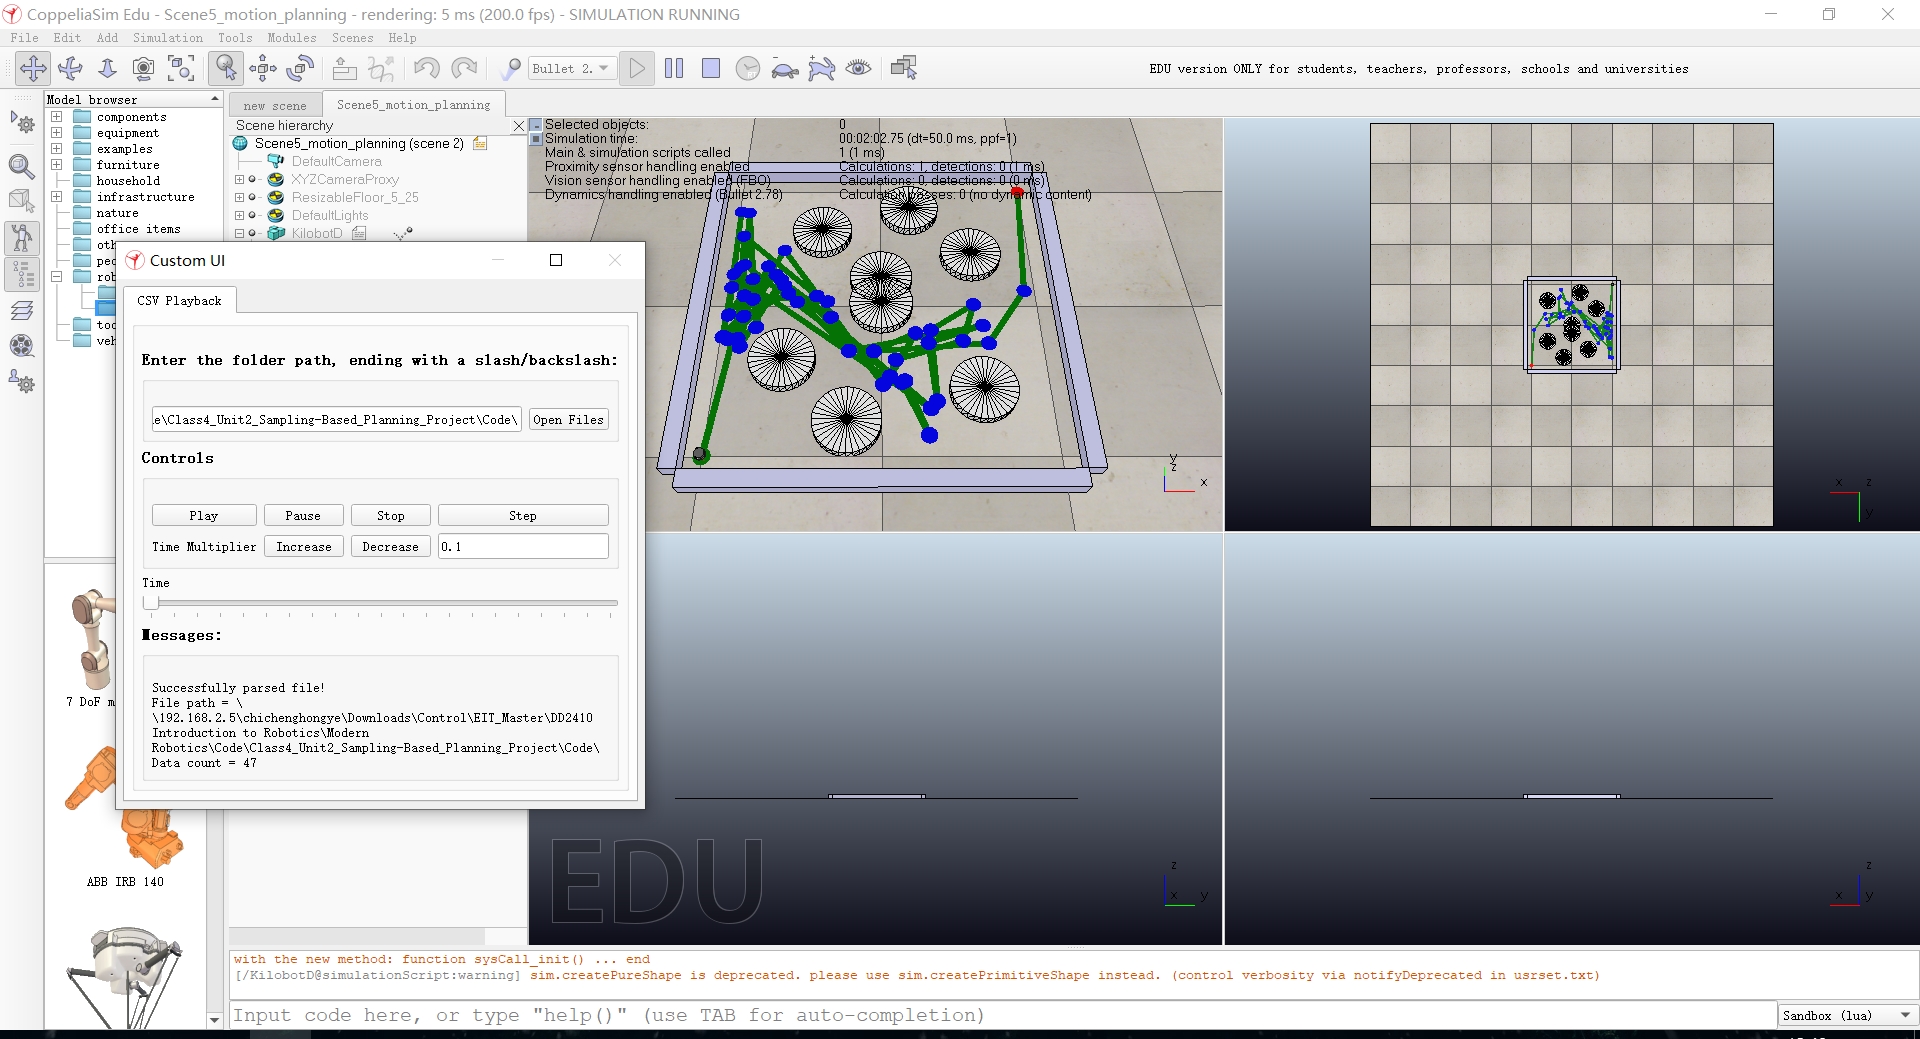 CoppeliaSim Edu - Scene5_motion_planning - rendering: 5 ms (200.0 fps) - SIMULATION RUNNING
File Edit Add Simulation Tools Modules Scenes Help
Bullet 2.
EDU version ONLY for students, teachers, professors, schools and universities
Model browser
components
equipment
examples
furniture
household
infrastructure
nature
office items
7 DoF m
ABB IRB 140
new scene
Scene5_motion_planning
Scene hierarchy
Scene5_motion_planning (scene 2)
DefaultCamera
XYZCameraProxy
ResizableFloor_5_25
DefaultLights
KilobotD
Selected objects: 0
Simulation time: 00:02:02.75 (dt=50.0 ms, ppf=1)
Main & simulation scripts called 1 (1 ms)
Proximity sensor handling enabled Calculations: 1, detections: 0 (1 ms)
Vision sensor handling enabled (FBO) Calculations: 0, detections: 0 (0 ms)
Dynamics handling enabled (Bullet 2.78) Calculation passes: 0 (no dynamic content)
Custom UI
CSV Playback
Enter the folder path, ending with a slash/backslash:
e\Class4_Unit2_Sampling-Based_Planning_Project\Code\
Open Files
Controls
Play Pause Stop Step
Time Multiplier Increase Decrease 0.1
Time
Messages:
Successfully parsed file!
File path = \
\192.168.2.5\chichenghongye\Downloads\Control\EIT_Master\DD2410
Introduction to Robotics\Modern
Robotics\Code\Class4_Unit2_Sampling-Based_Planning_Project\Code\
Data count = 47
y
z
x
x z
y
z
x y
z
x y
EDU
with the new method: function sysCall_init() ... end
[/KilobotD@simulationScript:warning] sim.createPureShape is deprecated. please use sim.createPrimitiveShape instead. (control verbosity via notifyDeprecated in usrset.txt)
Input code here, or type "help()" (use TAB for auto-completion)
Sandbox (lua)